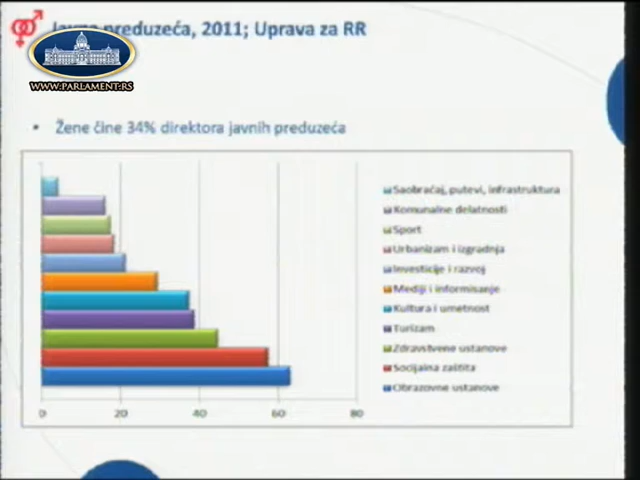 Javna preduzeća, 2011; Uprava za RR
WWW.PARLAMENT.RS
• Žene čine 34% direktora javnih preduzeća
Saobraćaj, putevi, infrastruktura
Komunalne delatnosti
Sport
Urbanizam i izgradnja
Investicije i razvoj
Mediji i informisanje
Kultura i umetnost
Turizam
Zdravstvene ustanove
Socijalna zaštita
Obrazovne ustanove
0 20 40 60 80